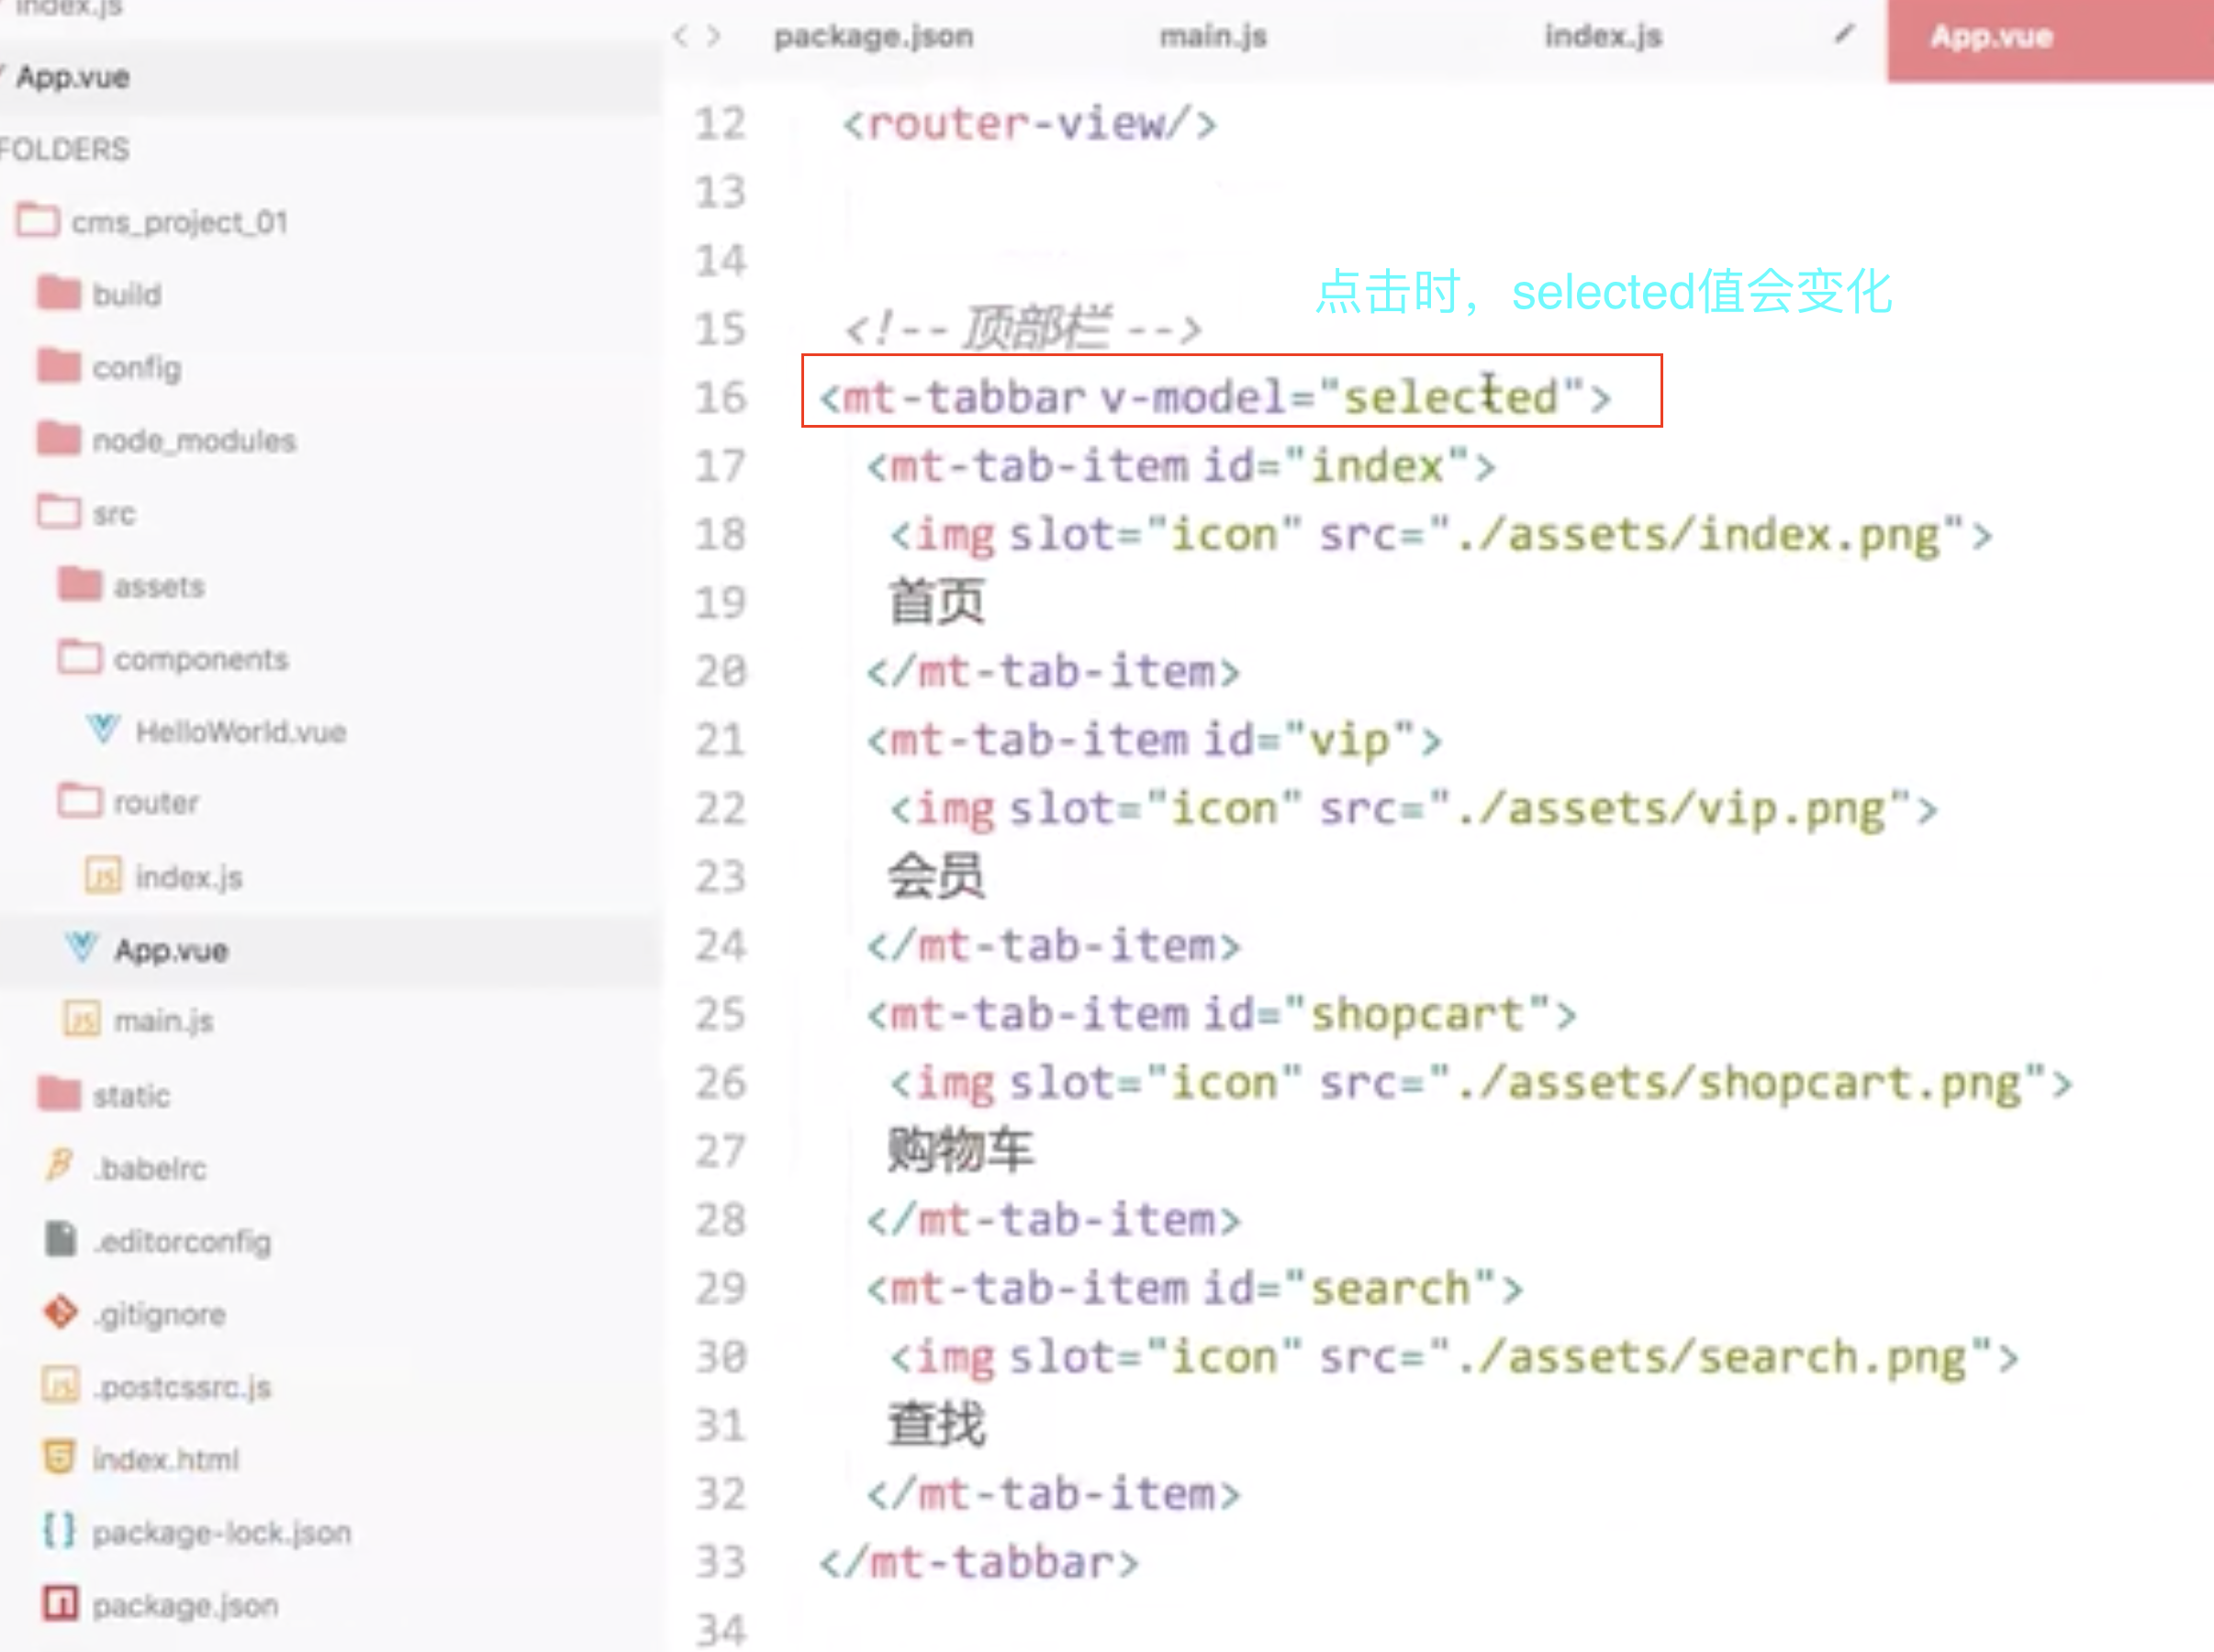 index.js
App.vue
FOLDERS
cms_project_01
build
config
node_modules
src
assets
components
HelloWorld.vue
router
index.js
App.vue
main.js
static
.babelrc
.editorconfig
.gitignore
.postcssrc.js
index.html
package-lock.json
package.json
package.json
main.js
index.js
App.vue
12 <router-view/>
13
14
点击时，selected值会变化
15 <!-- 顶部栏 -->
16 <mt-tabbar v-model="selected">
17 <mt-tab-item id="index">
18 <img slot="icon" src="./assets/index.png">
19 首页
20 </mt-tab-item>
21 <mt-tab-item id="vip">
22 <img slot="icon" src="./assets/vip.png">
23 会员
24 </mt-tab-item>
25 <mt-tab-item id="shopcart">
26 <img slot="icon" src="./assets/shopcart.png">
27 购物车
28 </mt-tab-item>
29 <mt-tab-item id="search">
30 <img slot="icon" src="./assets/search.png">
31 查找
32 </mt-tab-item>
33 </mt-tabbar>
34